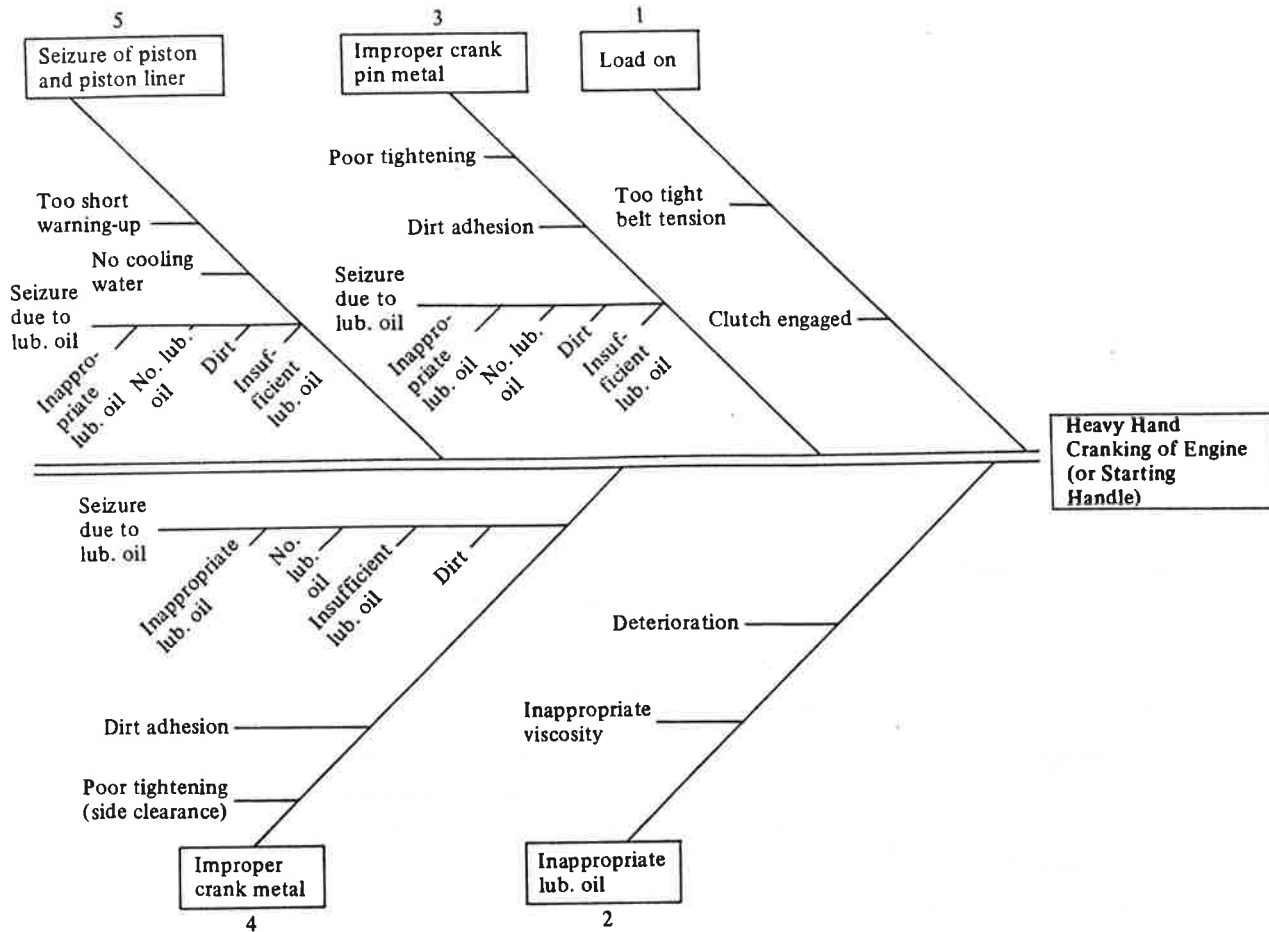 5
Seizure of piston
and piston liner
3
Improper crank
pin metal
1
Load on
Poor tightening
Too short
warning-up
Dirt adhesion
Too tight
belt tension
No cooling
water
Seizure
due to
lub. oil
Inappro-
priate
lub. oil
No. lub.
oil
Dirt
Insuf-
ficient
lub. oil
Seizure
due to
lub. oil
Inappro-
priate
lub. oil
No. lub.
oil
Dirt
Insuf-
ficient
lub. oil
Clutch engaged
Heavy Hand
Cranking of Engine
(or Starting
Handle)
Seizure
due to
lub. oil
Inappropriate
lub. oil
No.
lub.
oil
Insufficient
lub. oil
Dirt
Deterioration
Dirt adhesion
Inappropriate
viscosity
Poor tightening
(side clearance)
Improper
crank metal
4
Inappropriate
lub. oil
2